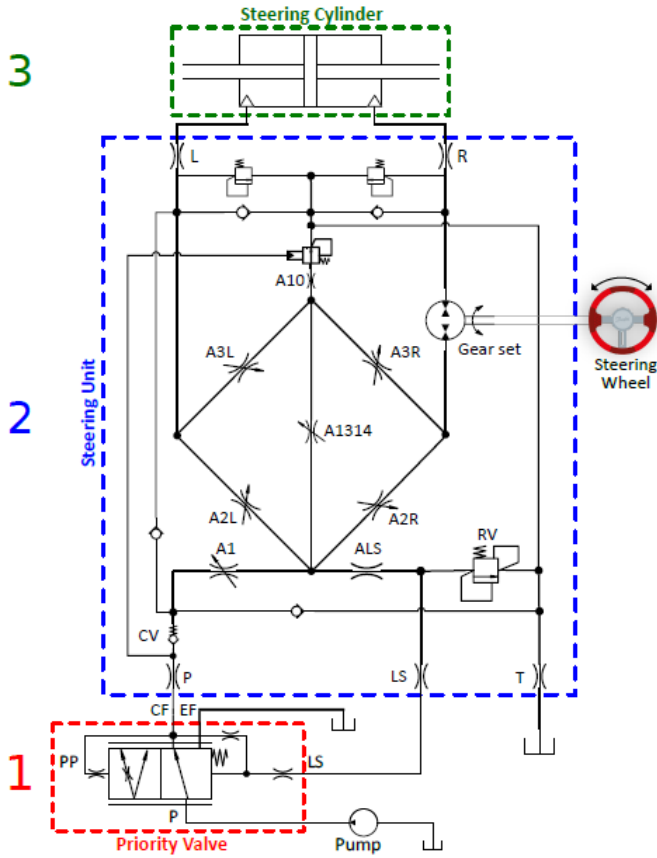 Steering Cylinder
3
L
R
A10
Gear set
Steering
Wheel
A3L
A3R
Steering Unit
2
A1314
A2L
A2R
A1
ALS
RV
CV
P
LS
T
CF
EF
1
PP
LS
P
Priority Valve
Pump